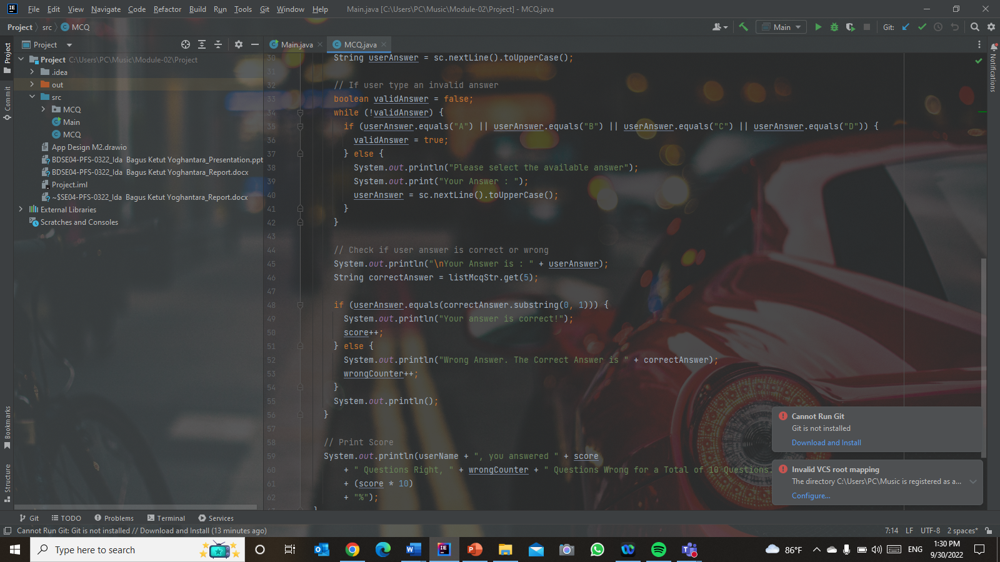 IE File Edit View Navigate Code Refactor Build Run Tools Git Window Help Main.java [C:\Users\PC\Music\Module-02\Project] - MCQ.java
Project src MCQ Main Git:
Project
Main.java MCQ.java
Project C:\Users\PC\Music\Module-02\Project
.idea
out
src
MCQ
Main
MCQ
App Design M2.drawio
BDSE04-PFS-0322_Ida Bagus Ketut Yoghantara_Presentation.ppt
BDSE04-PFS-0322_Ida Bagus Ketut Yoghantara_Report.docx
Project.iml
~$SE04-PFS-0322_Ida Bagus Ketut Yoghantara_Report.docx
External Libraries
Scratches and Consoles
Project
Commit
Bookmarks
Structure
Notifications
30 String userAnswer = sc.nextLine().toUpperCase();
31
32 // If user type an invalid answer
33 boolean validAnswer = false;
34 while (!validAnswer) {
35 if (userAnswer.equals("A") || userAnswer.equals("B") || userAnswer.equals("C") || userAnswer.equals("D")) {
36 validAnswer = true;
37 } else {
38 System.out.println("Please select the available answer");
39 System.out.print("Your Answer : ");
40 userAnswer = sc.nextLine().toUpperCase();
41 }
42 }
43
44 // Check if user answer is correct or wrong
45 System.out.println("\nYour Answer is : " + userAnswer);
46 String correctAnswer = listMcqStr.get(5);
47
48 if (userAnswer.equals(correctAnswer.substring(0, 1))) {
49 System.out.println("Your answer is correct!");
50 score++;
51 } else {
52 System.out.println("Wrong Answer. The Correct Answer is " + correctAnswer);
53 wrongCounter++;
54 }
55 System.out.println();
56 }
57
58 // Print Score
59 System.out.println(userName + ", you answered " + score
60 + " Questions Right, " + wrongCounter + " Questions Wrong for a Total of 10 Questions.
61 + (score * 10)
62 + "%");
}
Cannot Run Git
Git is not installed
Download and Install
Invalid VCS root mapping
The directory C:\Users\PC\Music is registered as a...
Configure...
Git TODO Problems Terminal Services
Cannot Run Git: Git is not installed // Download and Install (13 minutes ago) 7:14 LF UTF-8 2 spaces*
Type here to search
86°F ENG
1:30 PM
9/30/2022